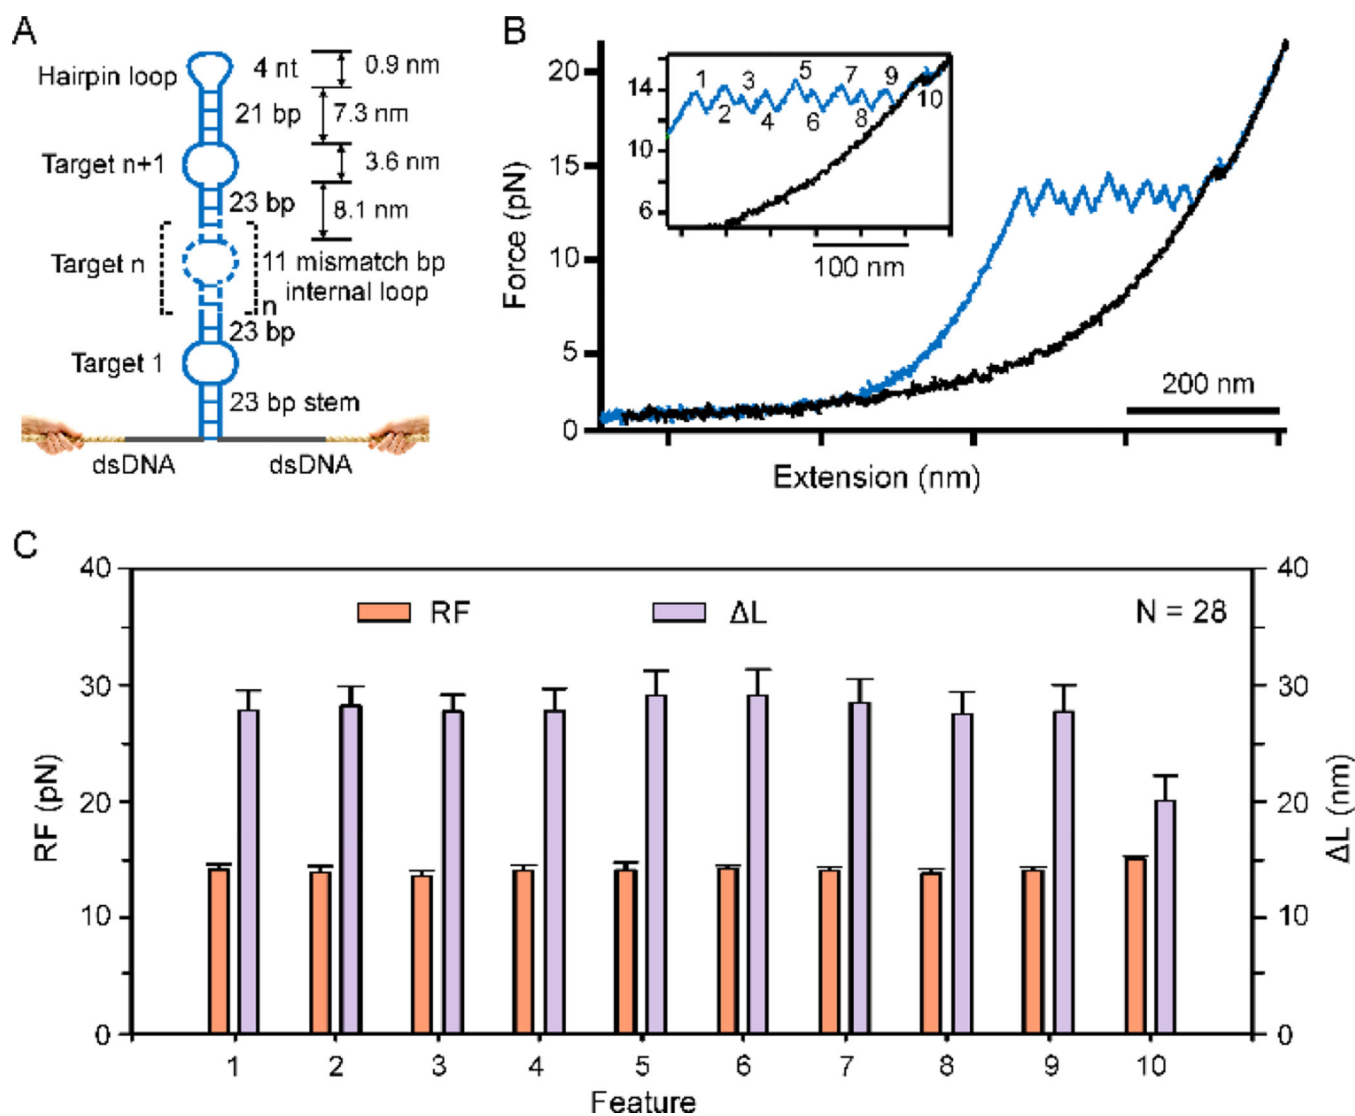 A
Hairpin loop
4 nt
0.9 nm
21 bp
7.3 nm
Target n+1
3.6 nm
23 bp
8.1 nm
Target n
11 mismatch bp
internal loop
n
23 bp
Target 1
23 bp stem
dsDNA
dsDNA
B
Force (pN)
20
15
10
5
0
14
10
8
6
1
2
3
4
5
6
7
8
9
10
100 nm
200 nm
Extension (nm)
C
RF (pN)
40
30
20
10
0
RF
ΔL
N = 28
40
30
20
10
0
ΔL (nm)
1 2 3 4 5 6 7 8 9 10
Feature